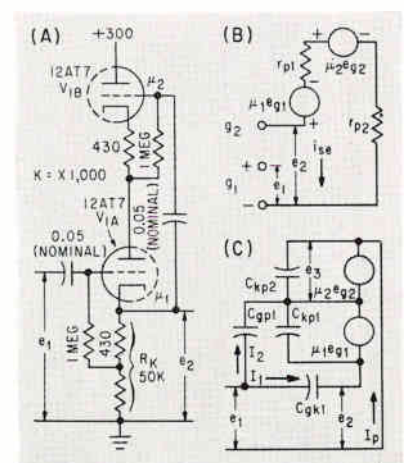 (A)
+300
12AT7
V1B
μ2
430
1 MEG
K = X 1,000
0.05
(NOMINAL)
12AT7
V1A
0.05
(NOMINAL)
μ1
e1
1 MEG
430
RK
50K
e2
(B)
+
-
rp1
+
-
μ2eg2
-
μ1eg1
+
rp2
g2
e2
ise
+
g1
e1
-
(C)
e3
Ckp2
μ2eg2
Cgp1
Ckp1
μ1eg1
I2
I1
Cgk1
e1
e2
Ip